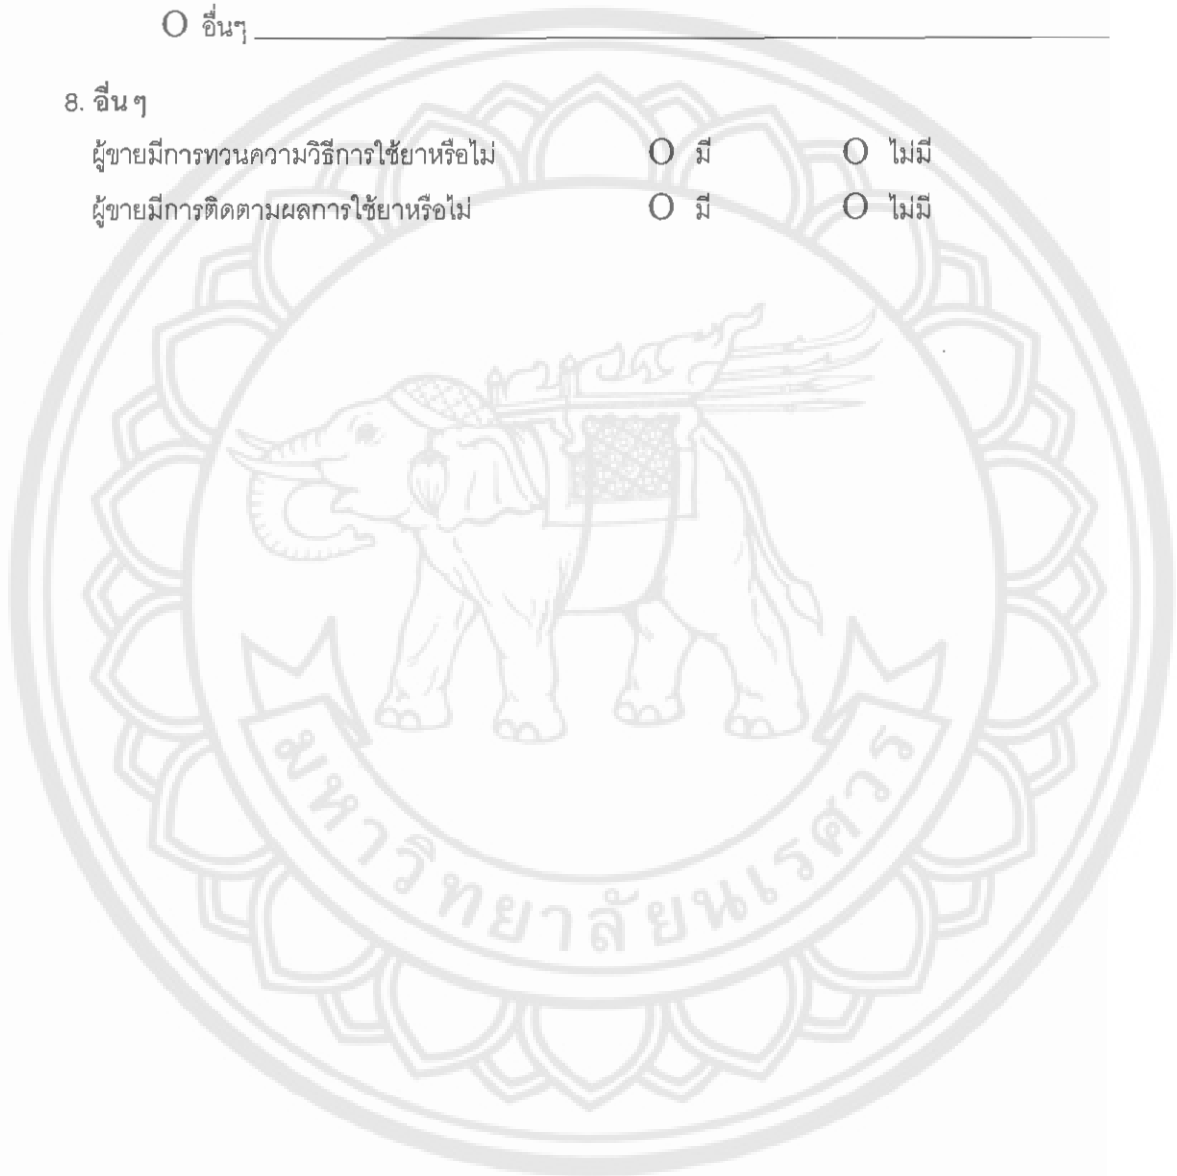 O อื่นๆ
8. อื่น ๆ
ผู้ขายมีการทวนความวิธีการใช้ยาหรือไม่ O มี O ไม่มี
ผู้ขายมีการติดตามผลการใช้ยาหรือไม่ O มี O ไม่มี
มหาวิทยาลัยนเรศวร